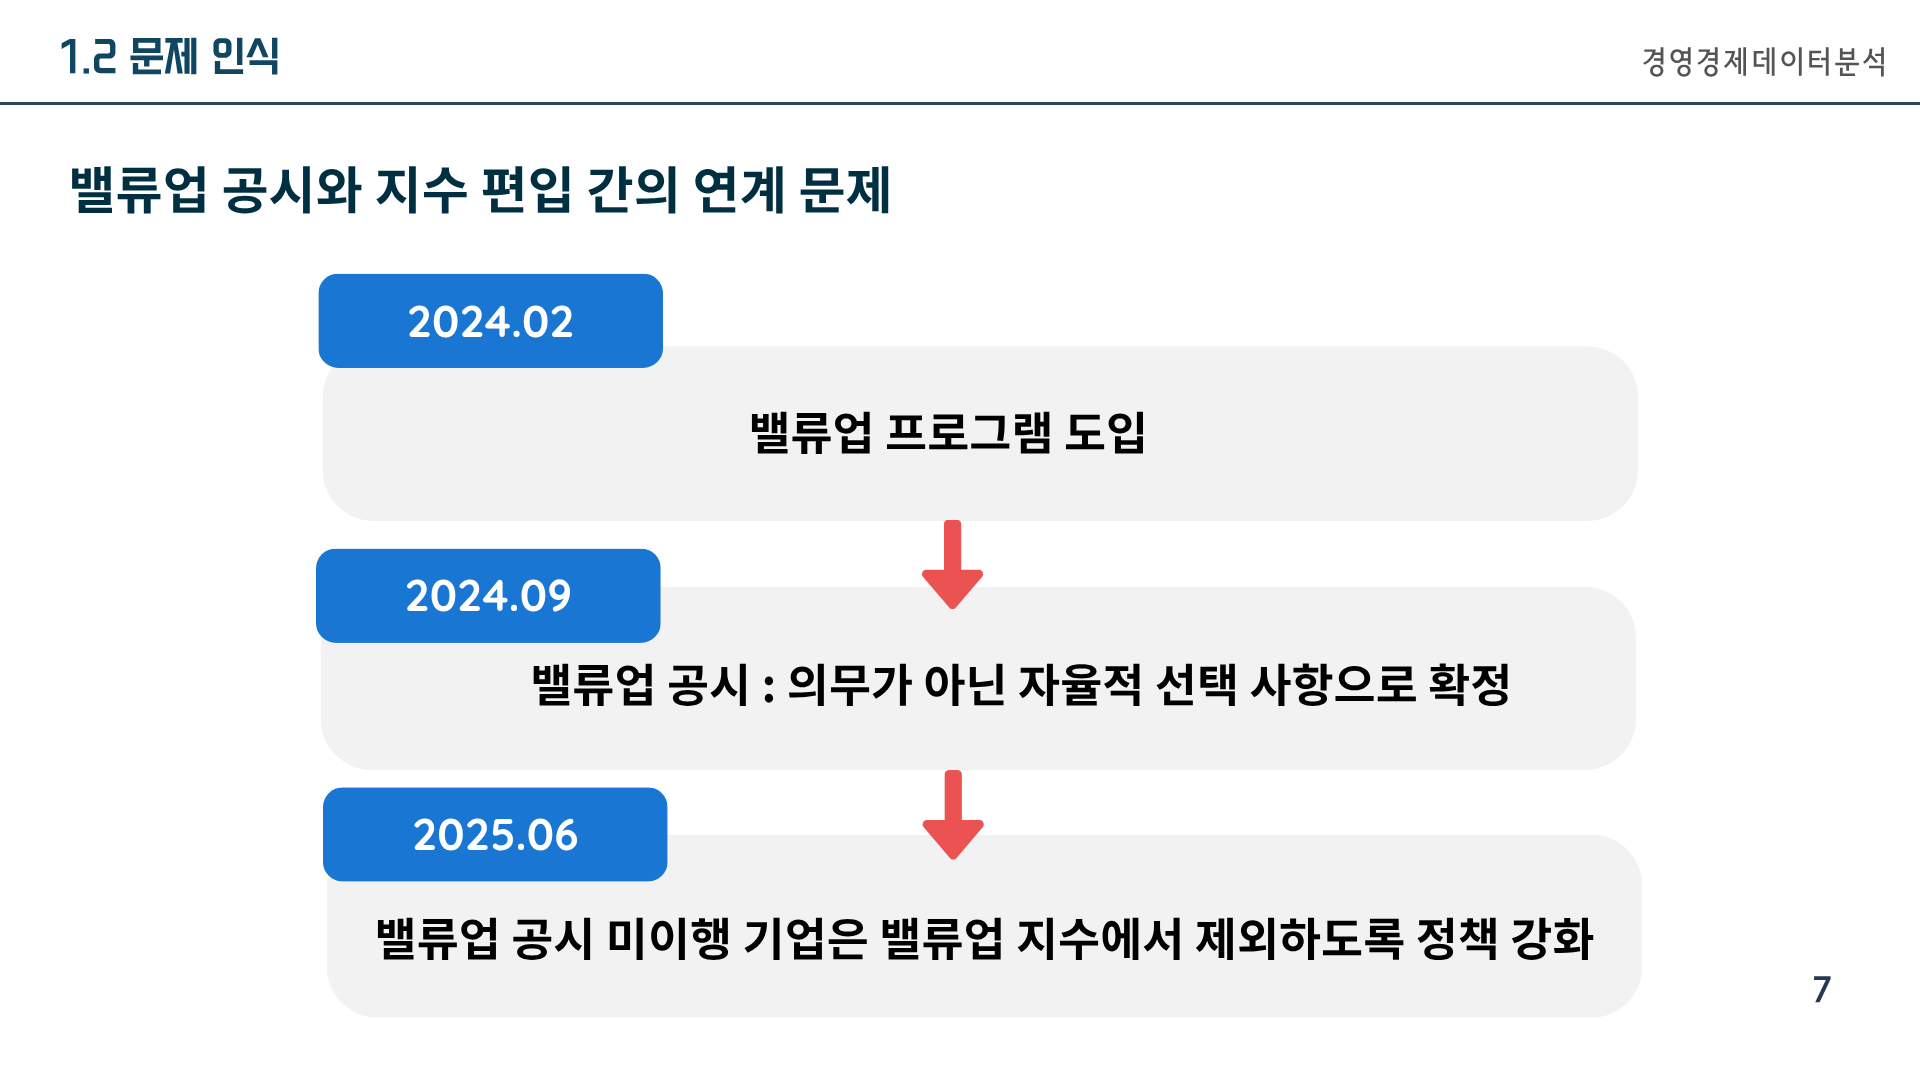 1.2 문제 인식
경영경제데이터분석
밸류업 공시와 지수 편입 간의 연계 문제
2024.02
밸류업 프로그램 도입
2024.09
밸류업 공시 : 의무가 아닌 자율적 선택 사항으로 확정
2025.06
밸류업 공시 미이행 기업은 밸류업 지수에서 제외하도록 정책 강화
7